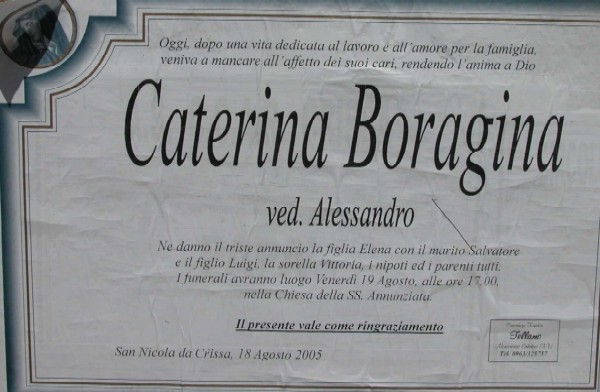 Oggi, dopo una vita dedicata al lavoro e all'amore per la famiglia,
veniva a mancare all'affetto dei suoi cari, rendendo l'anima a Dio
Caterina Boragina
ved. Alessandro
Ne danno il triste annuncio la figlia Elena con il marito Salvatore
e il figlio Luigi, la sorella Vittoria, i nipoti ed i parenti tutti.
I funerali avranno luogo Venerdì 19 Agosto, alle ore 17,00,
nella Chiesa della SS. Annunziata.
Il presente vale come ringraziamento
San Nicola da Crissa, 18 Agosto 2005
Tellamo